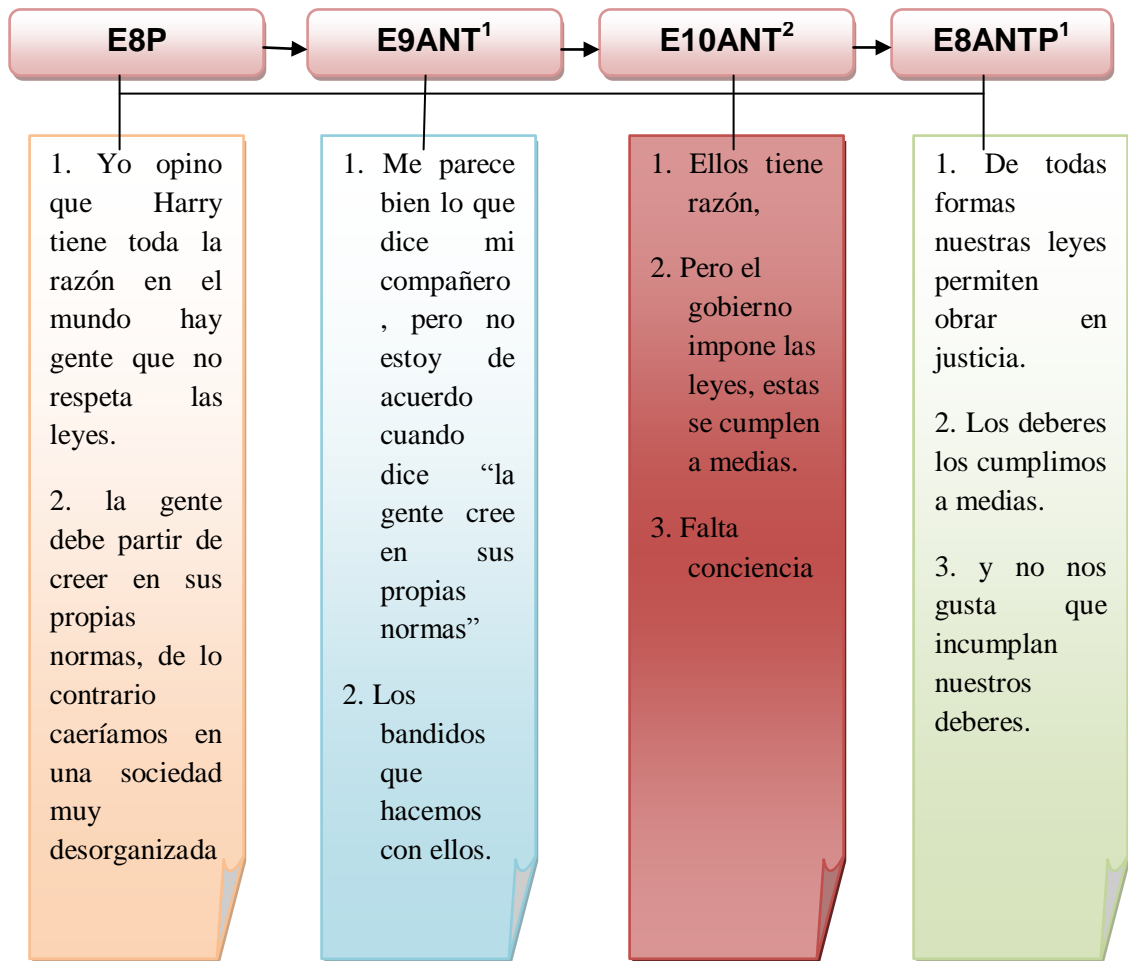 E8P
E9ANT¹
E10ANT²
E8ANTP¹
1. Yo opino
que Harry
tiene toda la
razón en el
mundo hay
gente que no
respeta las
leyes.
2. la gente
debe partir de
creer en sus
propias
normas, de lo
contrario
caeríamos en
una sociedad
muy
desorganizada
1. Me parece
bien lo que
dice mi
compañero
, pero no
estoy de
acuerdo
cuando
dice “la
gente cree
en sus
propias
normas”
2. Los
bandidos
que
hacemos
con ellos.
1. Ellos tiene
razón,
2. Pero el
gobierno
impone las
leyes, estas
se cumplen
a medias.
3. Falta
conciencia
1. De todas
formas
nuestras leyes
permiten
obrar en
justicia.
2. Los deberes
los cumplimos
a medias.
3. y no nos
gusta que
incumplan
nuestros
deberes.